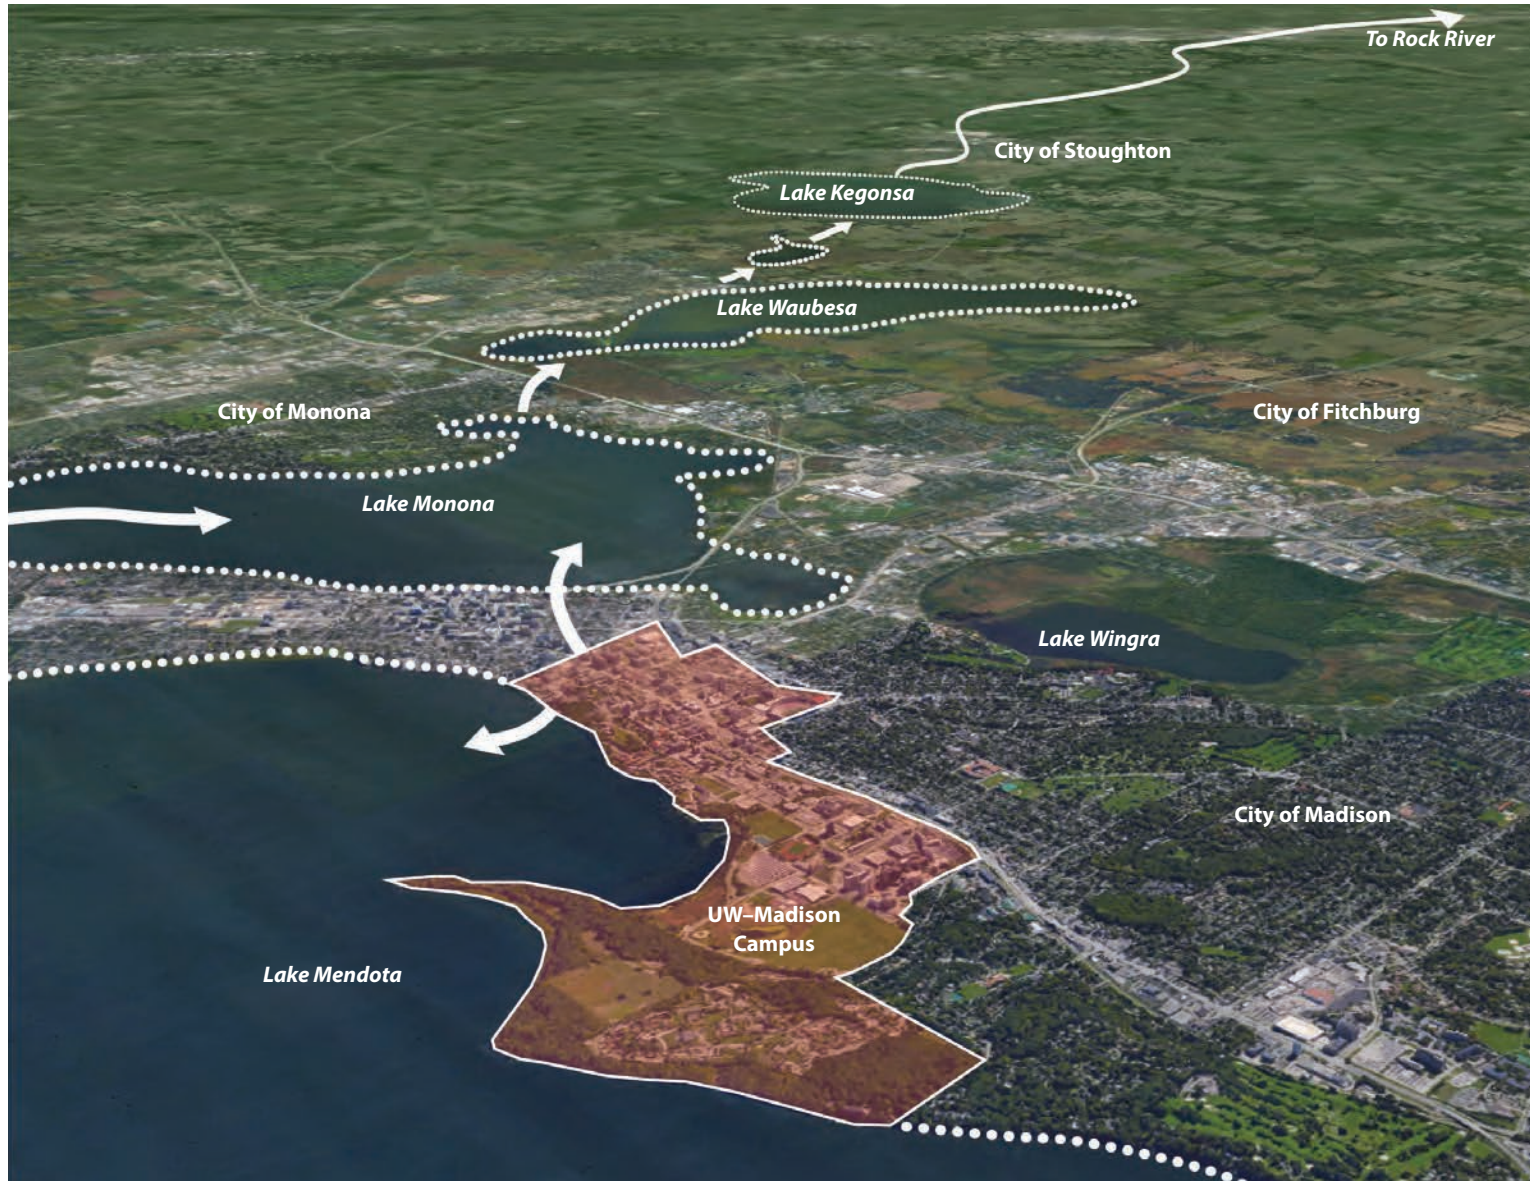 To Rock River
City of Stoughton
Lake Kegonsa
Lake Waubesa
City of Monona
City of Fitchburg
Lake Monona
Lake Wingra
City of Madison
UW–Madison
Campus
Lake Mendota